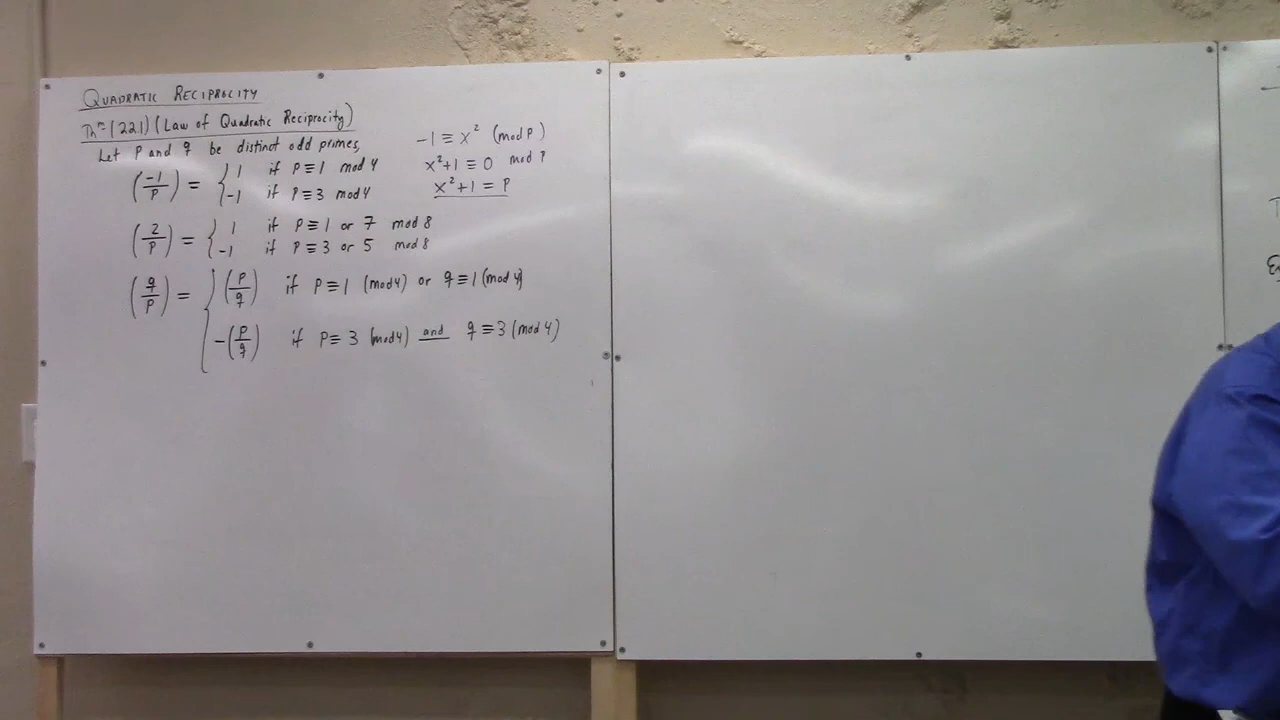 QUADRATIC RECIPROCITY
Thm (22.1) (Law of Quadratic Reciprocity)
Let P and q be distinct odd primes,
(-1/P) = { 1 if P ≡ 1 mod 4
-1 if P ≡ 3 mod 4
(2/P) = { 1 if P ≡ 1 or 7 mod 8
-1 if P ≡ 3 or 5 mod 8
(q/P) = { (P/q) if P ≡ 1 (mod 4) or q ≡ 1 (mod 4)
-(P/q) if P ≡ 3 (mod 4) and q ≡ 3 (mod 4)
-1 ≡ x² (mod P)
x²+1 ≡ 0 mod P
x²+1 = P